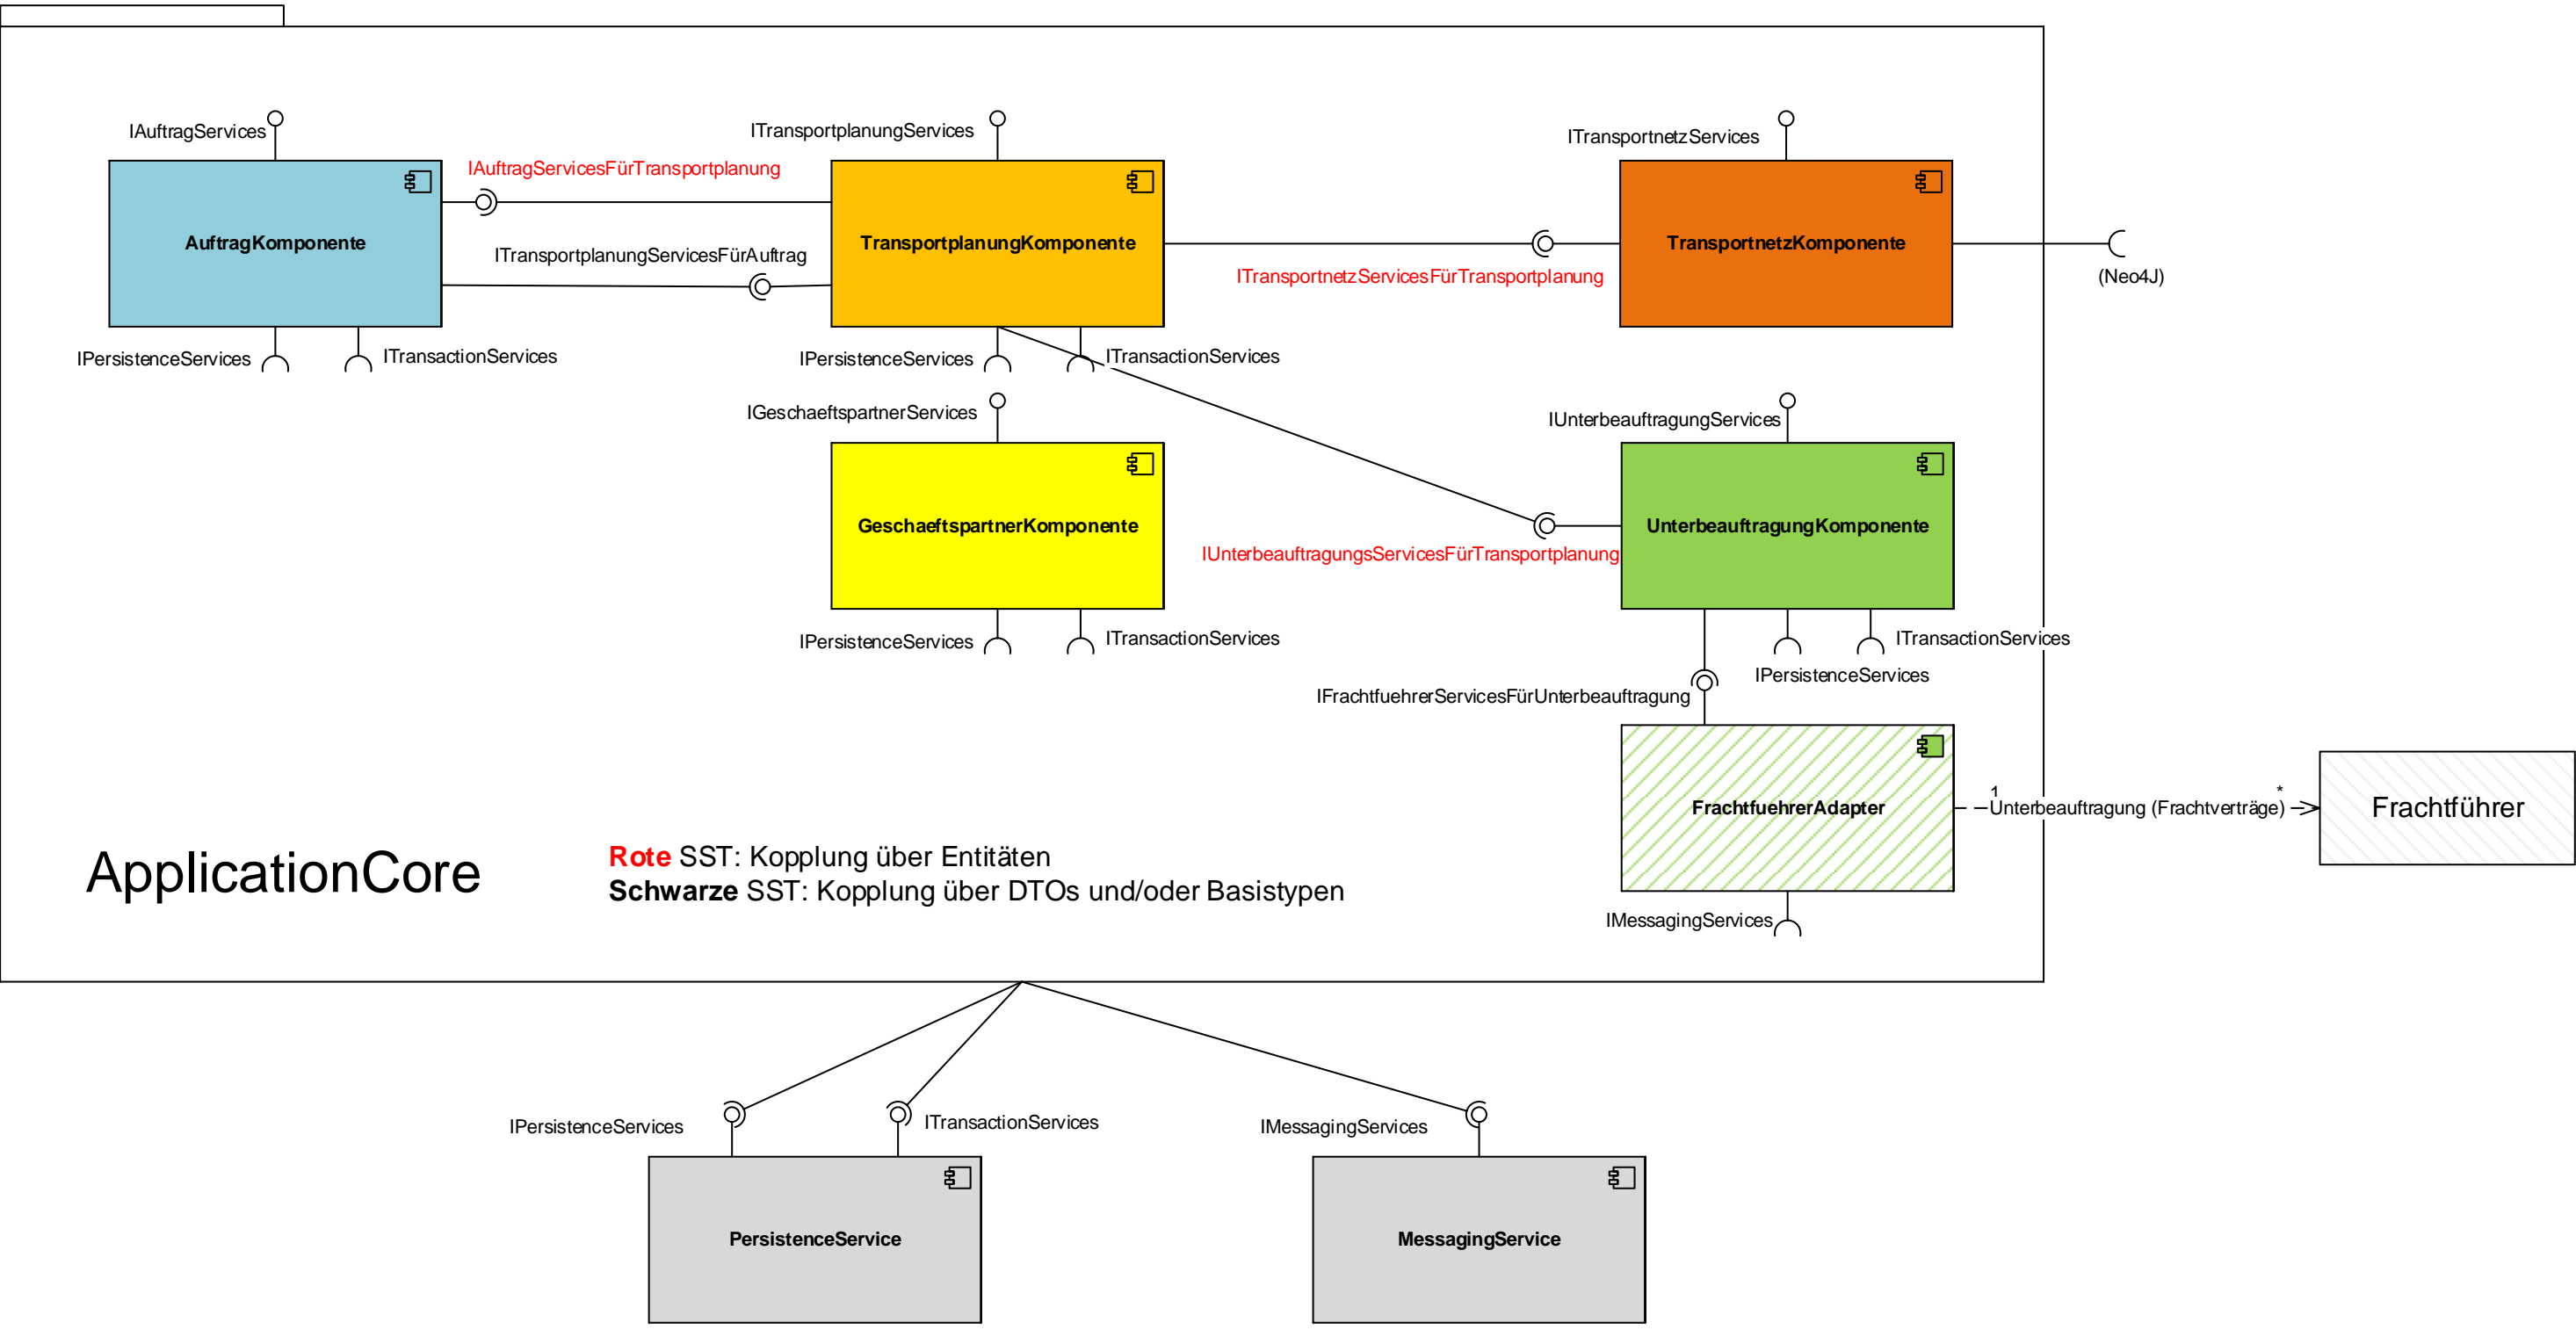 IAuftragServices
ITransportplanungServices
ITransportnetzServices
IAuftragServicesFürTransportplanung
AuftragKomponente
TransportplanungKomponente
TransportnetzKomponente
ITransportplanungServicesFürAuftrag
ITransportnetzServicesFürTransportplanung
(Neo4J)
IPersistenceServices
ITransactionServices
IPersistenceServices
ITransactionServices
IGeschaeftspartnerServices
IUnterbeauftragungServices
GeschaeftspartnerKomponente
UnterbeauftragungKomponente
IUnterbeauftragungsServicesFürTransportplanung
IPersistenceServices
ITransactionServices
ITransactionServices
IPersistenceServices
IFrachtfuehrerServicesFürUnterbeauftragung
FrachtfuehrerAdapter
1
*
Unterbeauftragung (Frachtverträge)
Frachtführer
ApplicationCore
Rote SST: Kopplung über Entitäten
Schwarze SST: Kopplung über DTOs und/oder Basistypen
IMessagingServices
IPersistenceServices
ITransactionServices
IMessagingServices
PersistenceService
MessagingService